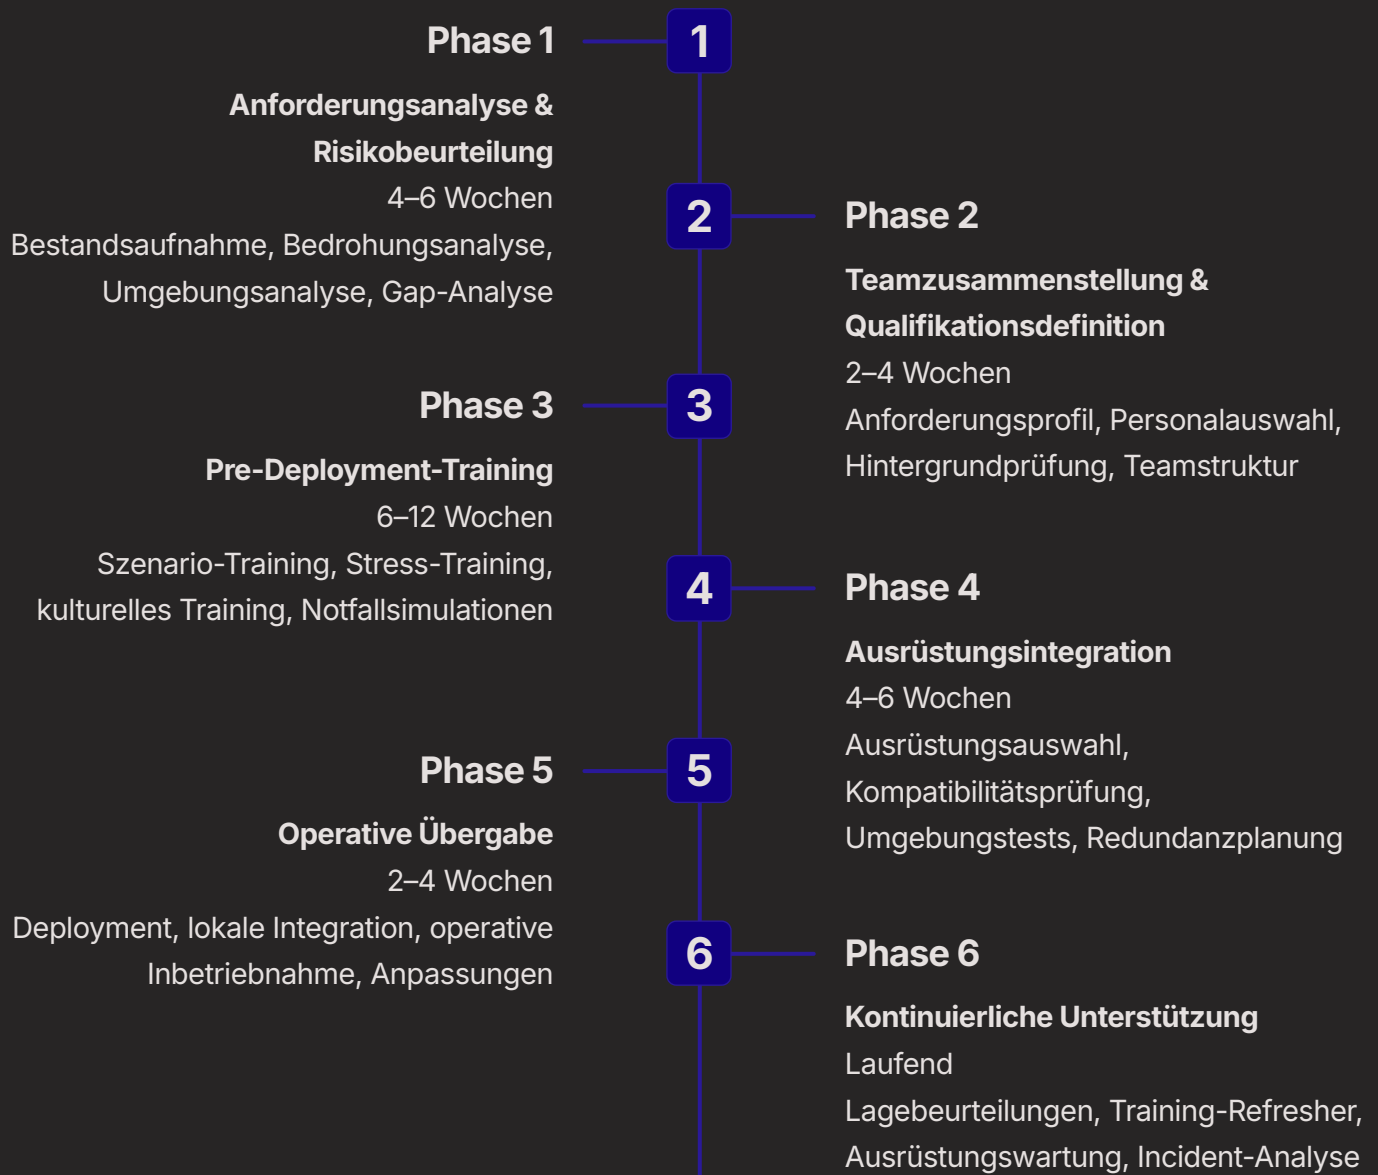 Phase 1
1
Anforderungsanalyse &
Risikobeurteilung
4–6 Wochen
Bestandsaufnahme, Bedrohungsanalyse,
Umgebungsanalyse, Gap-Analyse
2
Phase 2
Teamzusammenstellung &
Qualifikationsdefinition
2–4 Wochen
Anforderungsprofil, Personalauswahl,
Hintergrundprüfung, Teamstruktur
Phase 3
3
Pre-Deployment-Training
6–12 Wochen
Szenario-Training, Stress-Training,
kulturelles Training, Notfallsimulationen
4
Phase 4
Ausrüstungsintegration
4–6 Wochen
Ausrüstungsauswahl,
Kompatibilitätsprüfung,
Umgebungstests, Redundanzplanung
Phase 5
5
Operative Übergabe
2–4 Wochen
Deployment, lokale Integration, operative
Inbetriebnahme, Anpassungen
6
Phase 6
Kontinuierliche Unterstützung
Laufend
Lagebeurteilungen, Training-Refresher,
Ausrüstungswartung, Incident-Analyse